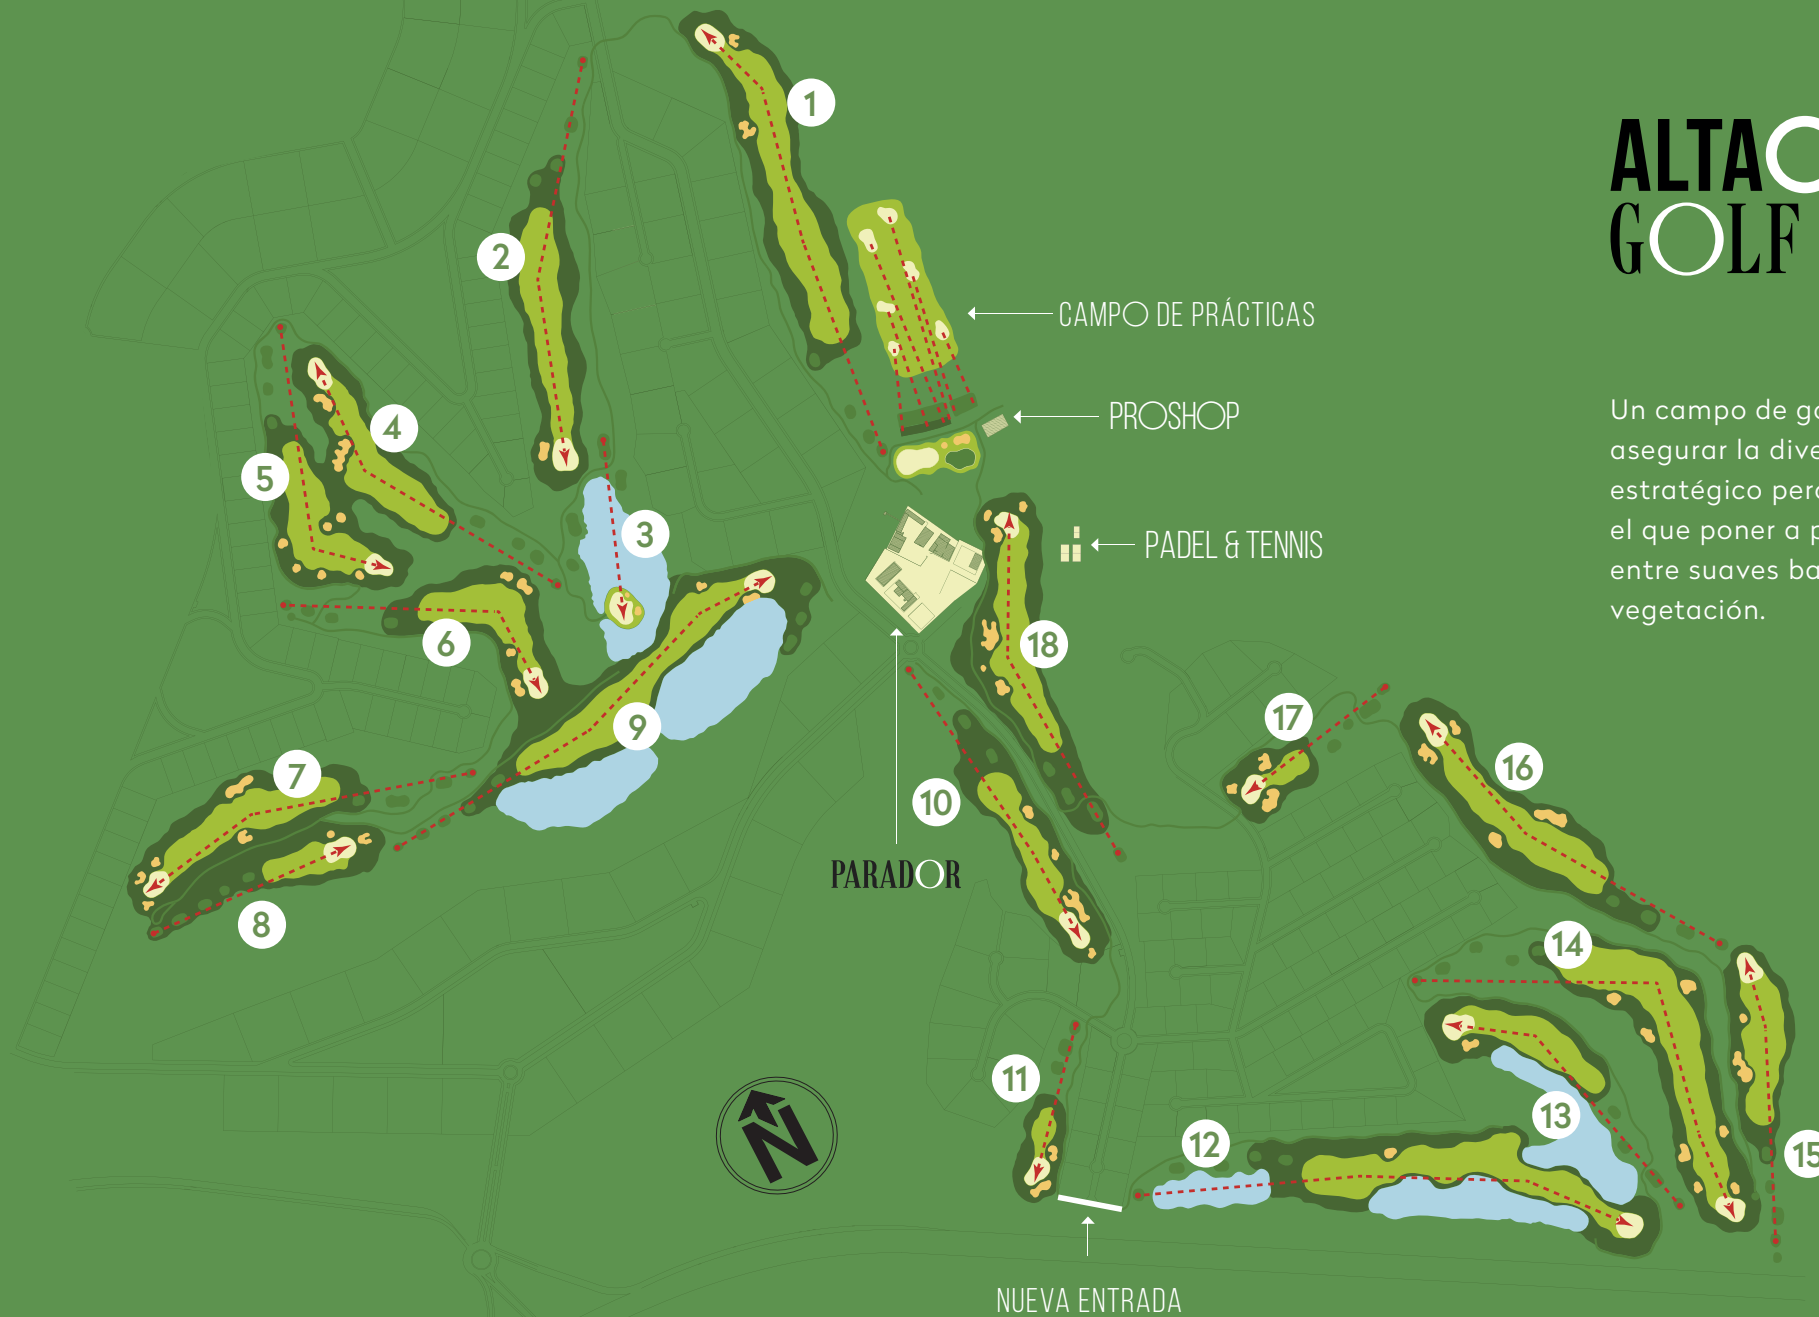 1
ALTA
GOLF
2
CAMPO DE PRÁCTICAS
PROSHOP
4
5
3
PADEL & TENNIS
Un campo de
asegurar la
estratégico
el que poner a
entre suaves
vegetación.
6
18
9
17
7
16
10
PARADOR
8
14
11
N
13
12
15
NUEVA ENTRADA